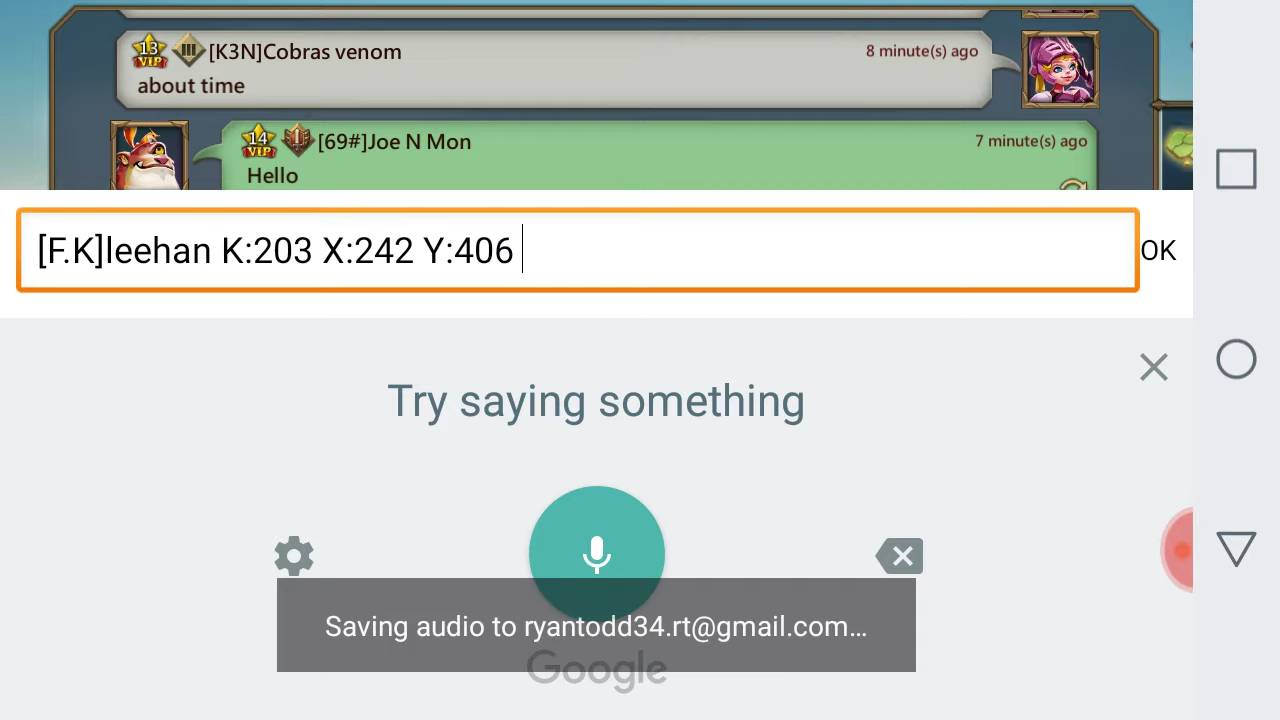 13 VIP III [K3N]Cobras venom 8 minute(s) ago
about time
14 VIP 1 [69#]Joe N Mon 7 minute(s) ago
Hello
[F.K]leehan K:203 X:242 Y:406 OK
Try saying something
Saving audio to ryantodd34.rt@gmail.com...
Google